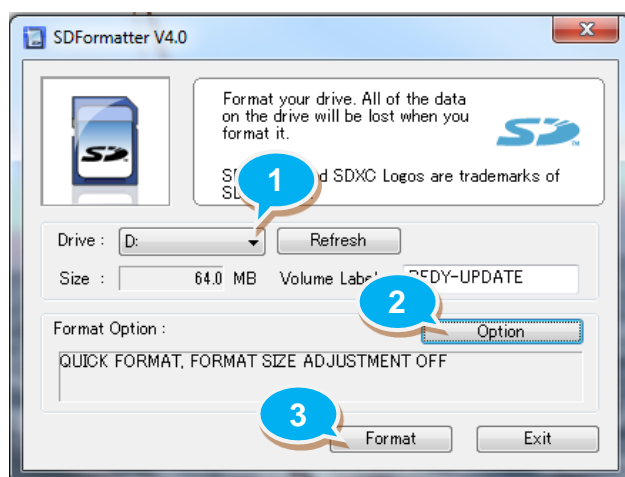 SDFormatter V4.0
Format your drive. All of the data
on the drive will be lost when you
format it.
SD
TM
1
d SDXC Logos are trademarks of
Drive :
D:
Refresh
Size :
64.0 MB
Volume Label
REDY-UPDATE
2
Format Option :
Option
QUICK FORMAT, FORMAT SIZE ADJUSTMENT OFF
3
Format
Exit